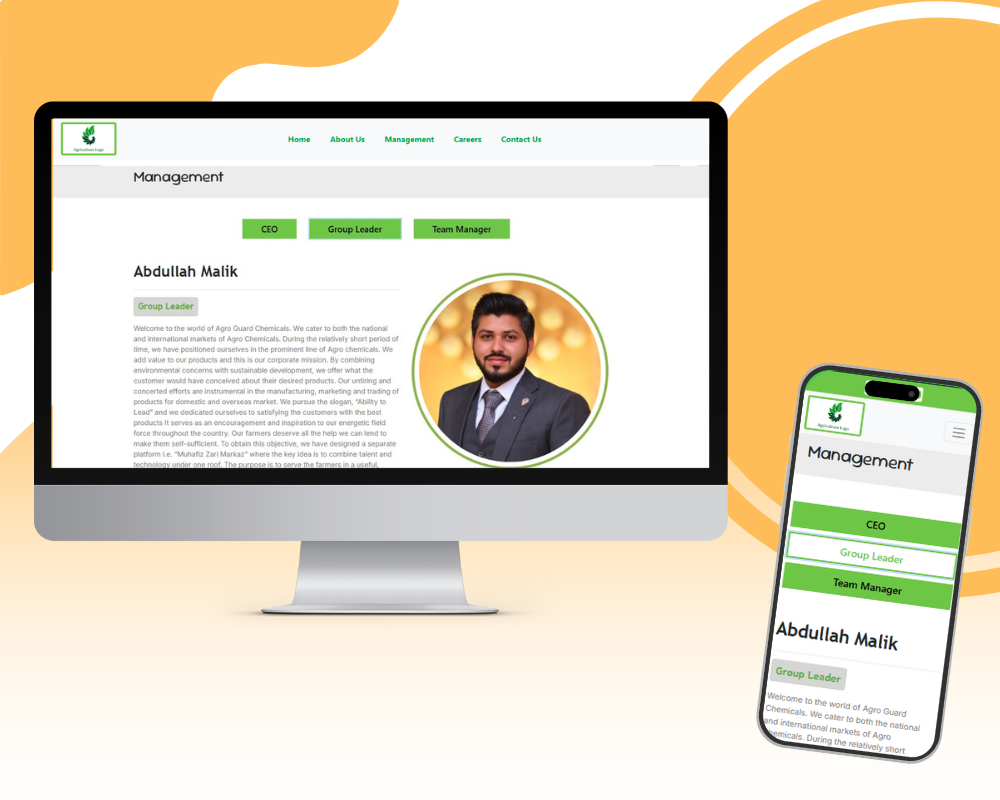 Agriculture Logo
Home About Us Management Careers Contact Us
Management
CEO Group Leader Team Manager
Abdullah Malik
Group Leader
Welcome to the world of Agro Guard Chemicals. We cater to both the national
and international markets of Agro Chemicals. During the relatively short period of
time, we have positioned ourselves in the prominent line of Agro chemicals. We
add value to our products and this is our corporate mission. By combining
environmental concerns with sustainable development, we offer what the
customer would have conceived about their desired products. Our untiring and
concerted efforts are instrumental in the manufacturing, marketing and trading of
products for domestic and overseas market. We pursue the slogan, "Ability to
Lead" and we dedicated ourselves to satisfying the customers with the best
products It serves as an encouragement and inspiration to our energetic field
force throughout the country. Our farmers deserve all the help we can lend to
make them self-sufficient. To obtain this objective, we have designed a separate
platform i.e. "Muhafiz Zari Markaz" where the key idea is to combine talent and
technology under one roof. The purpose is to serve the farmers in a useful,
Agriculture Logo
Management
CEO
Group Leader
Team Manager
Abdullah Malik
Group Leader
Welcome to the world of Agro Guard
Chemicals. We cater to both the national
and international markets of Agro
Chemicals. During the relatively short